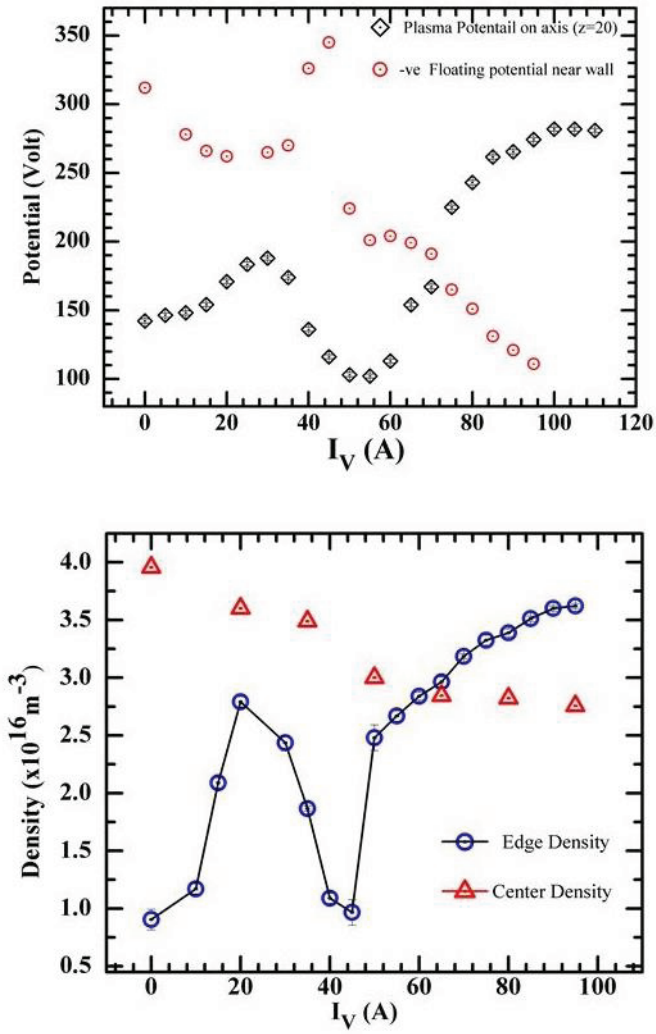 350
300
250
200
150
100
Potential (Volt)
Plasma Potentail on axis (z=20)
-ve Floating potential near wall
0 20 40 60 80 100 120
I_V (A)
4.0
3.5
3.0
2.5
2.0
1.5
1.0
0.5
Density (x10^16 m^-3)
Edge Density
Center Density
0 20 40 60 80 100
I_V (A)